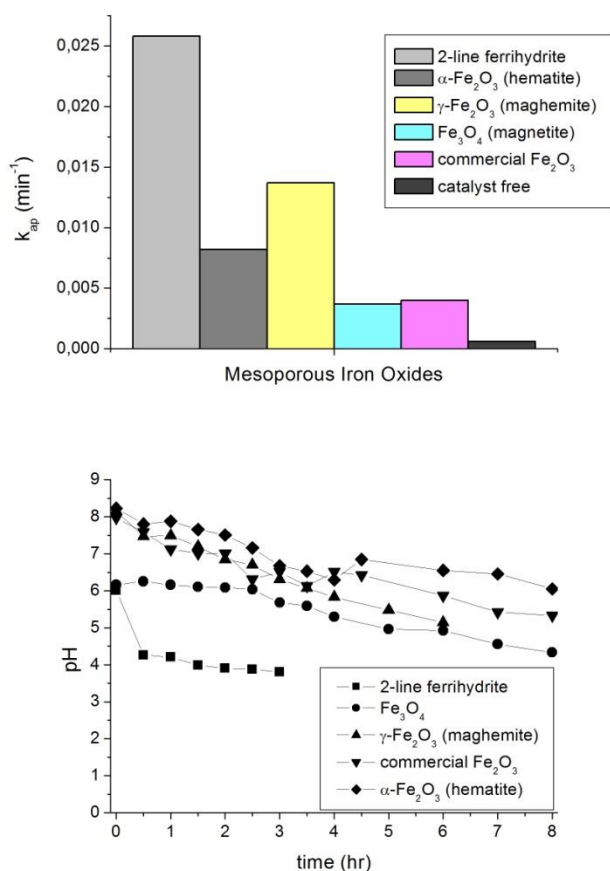 0,025
0,020
0,015
0,010
0,005
0,000
k_ap (min⁻¹)
2-line ferrihydrite
α-Fe₂O₃ (hematite)
γ-Fe₂O₃ (maghemite)
Fe₃O₄ (magnetite)
commercial Fe₂O₃
catalyst free
Mesoporous Iron Oxides
9
8
7
6
5
4
3
2
1
0
pH
2-line ferrihydrite
Fe₃O₄
γ-Fe₂O₃ (maghemite)
commercial Fe₂O₃
α-Fe₂O₃ (hematite)
0 1 2 3 4 5 6 7 8
time (hr)